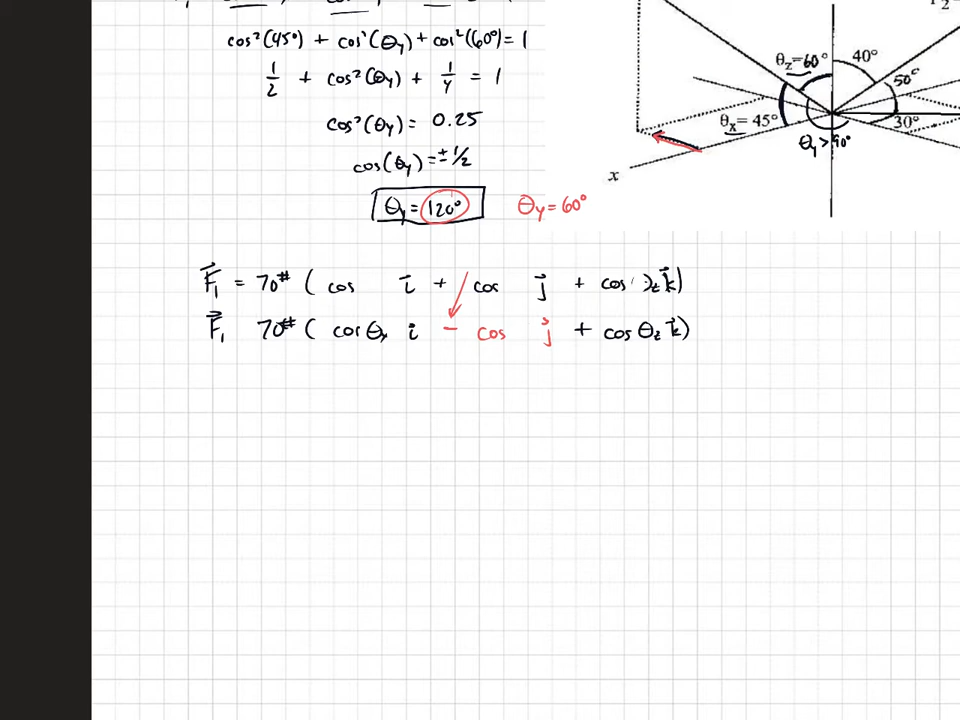 cos²(45°) + cos²(θy) + cos²(60°) = 1
1/2 + cos²(θy) + 1/4 = 1
cos²(θy) = 0.25
cos(θy) = ± 1/2
θy = 120°
θy = 60°
F₁ = 70# ( cos i + cos j + cos z k)
F₁ 70# ( cos θx i − cos j + cos θz k)
θz = 60°
40°
50°
θx = 45°
30°
θy > 90°
x